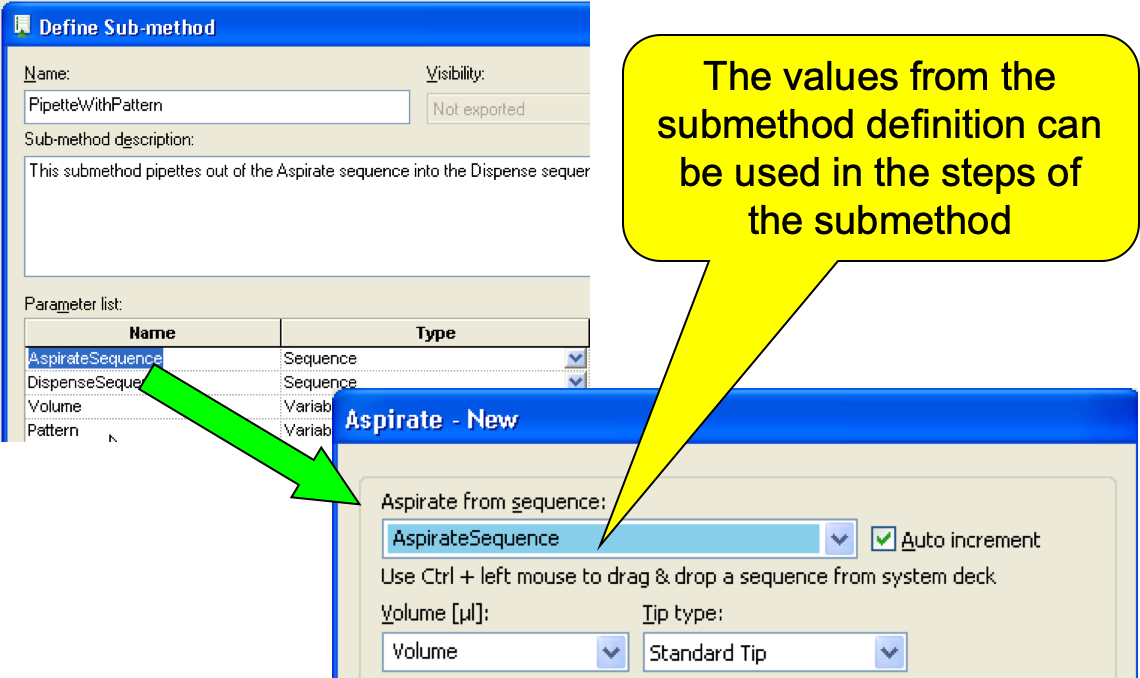 Define Sub-method
Name:
Visibility:
PipetteWithPattern
Not exported
Sub-method description:
This submethod pipettes out of the Aspirate sequence into the Dispense sequer
Parameter list:
Name
Type
AspirateSequence
Sequence
DispenseSeque
Sequence
Volume
Variab
Pattern
Variab
The values from the
submethod definition can
be used in the steps of
the submethod
Aspirate - New
Aspirate from sequence:
AspirateSequence
Auto increment
Use Ctrl + left mouse to drag & drop a sequence from system deck
Volume [µl]:
Tip type:
Volume
Standard Tip